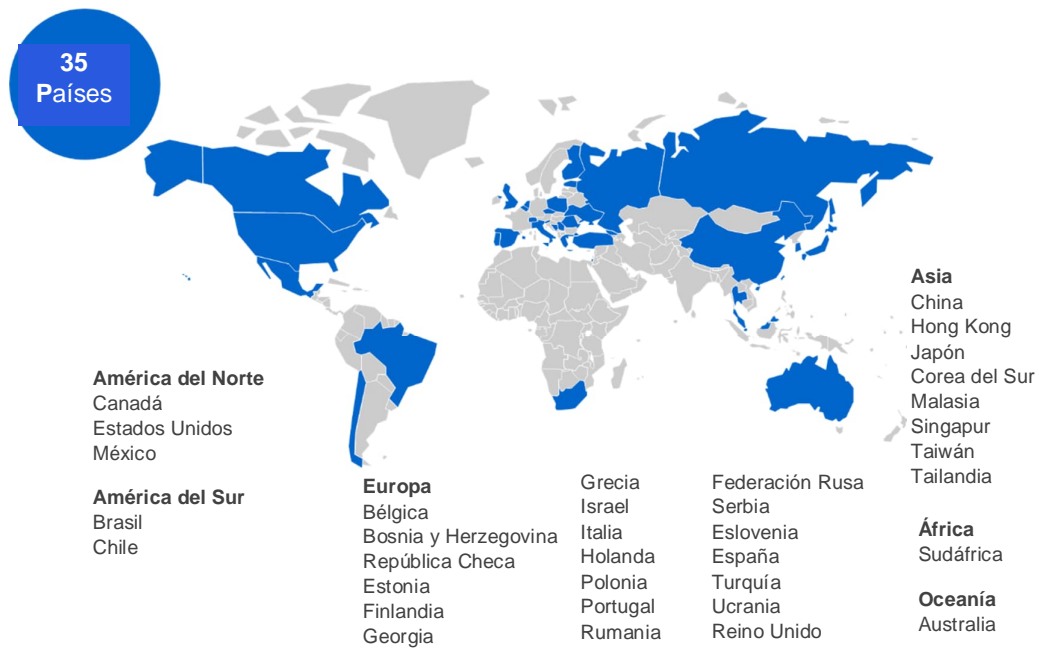 35
Países
América del Norte
Canadá
Estados Unidos
México
América del Sur
Brasil
Chile
Europa
Bélgica
Bosnia y Herzegovina
República Checa
Estonia
Finlandia
Georgia
Grecia
Israel
Italia
Holanda
Polonia
Portugal
Rumania
Federación Rusa
Serbia
Eslovenia
España
Turquía
Ucrania
Reino Unido
Asia
China
Hong Kong
Japón
Corea del Sur
Malasia
Singapur
Taiwán
Tailandia
África
Sudáfrica
Oceanía
Australia